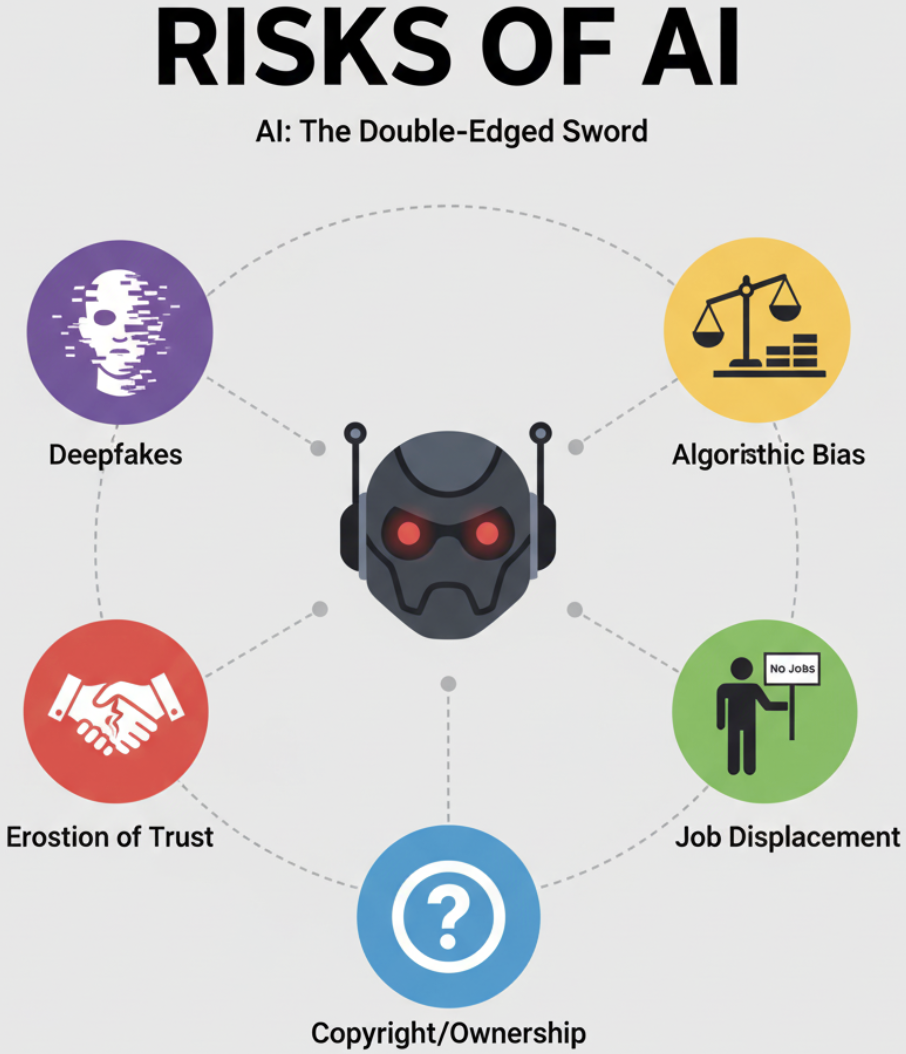 RISKS OF AI
AI: The Double-Edged Sword
Deepfakes
Algoristhic Bias
NO JOBS
Erostion of Trust
Job Displacement
?
Copyright/Ownership